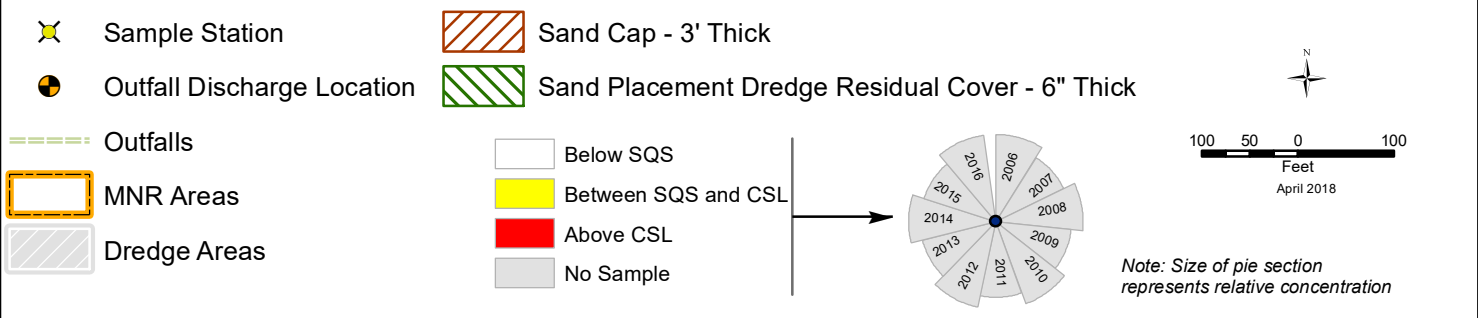 Sample Station
Outfall Discharge Location
Outfalls
MNR Areas
Dredge Areas
Sand Cap - 3' Thick
Sand Placement Dredge Residual Cover - 6" Thick
Below SQS
Between SQS and CSL
Above CSL
No Sample
2006
2007
2008
2009
2010
2011
2012
2013
2014
2015
2016
N
100 50 0 100
Feet
April 2018
Note: Size of pie section
represents relative concentration